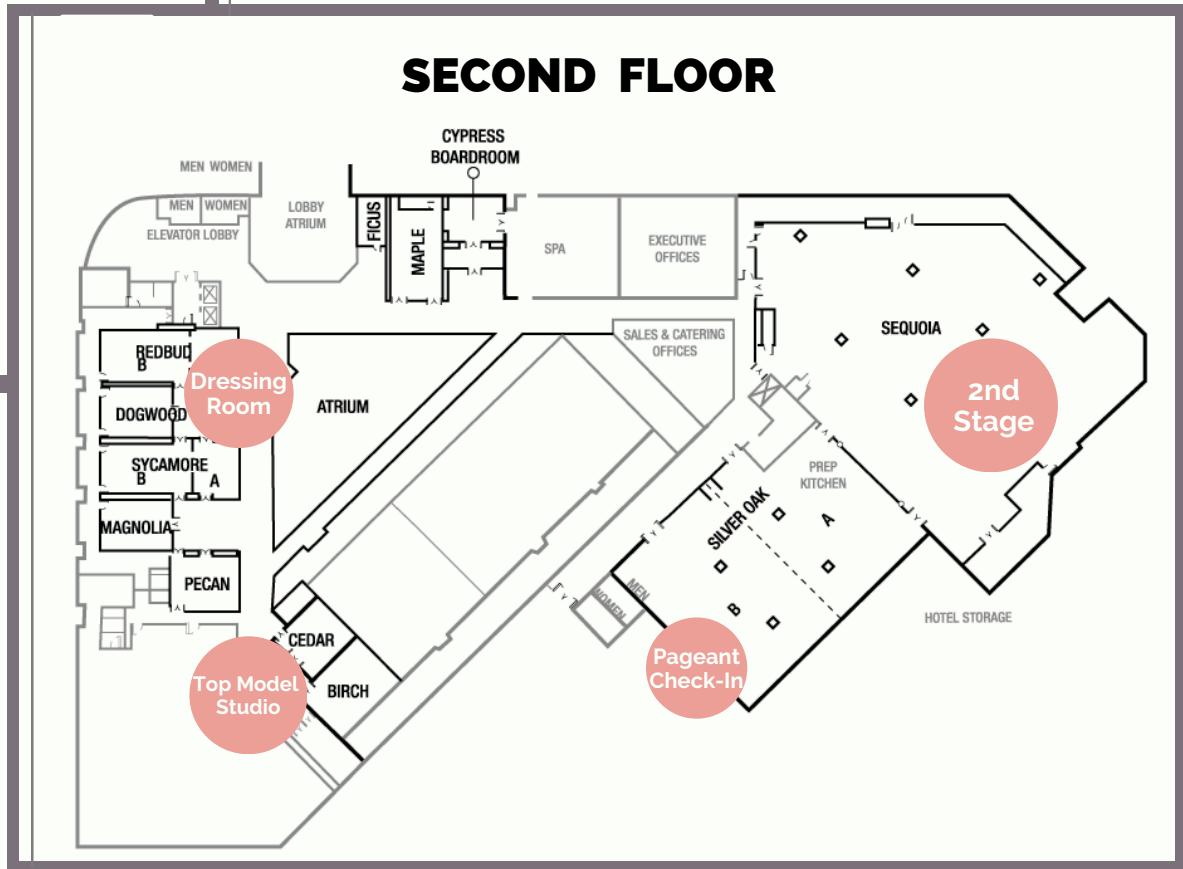 SECOND FLOOR
CYPRESS
BOARDROOM
MEN WOMEN
MEN
WOMEN
ELEVATOR LOBBY
LOBBY
ATRIUM
FICUS
MAPLE
SPA
EXECUTIVE
OFFICES
SEQUOIA
SALES & CATERING
OFFICES
REDBUD
B
Dressing
Room
DOGWOOD
ATRIUM
2nd
Stage
SYCAMORE
B
A
PREP
KITCHEN
MAGNOLIA
SILVER OAK
A
B
PECAN
MEN
WOMEN
HOTEL STORAGE
CEDAR
BIRCH
Top Model
Studio
Pageant
Check-In